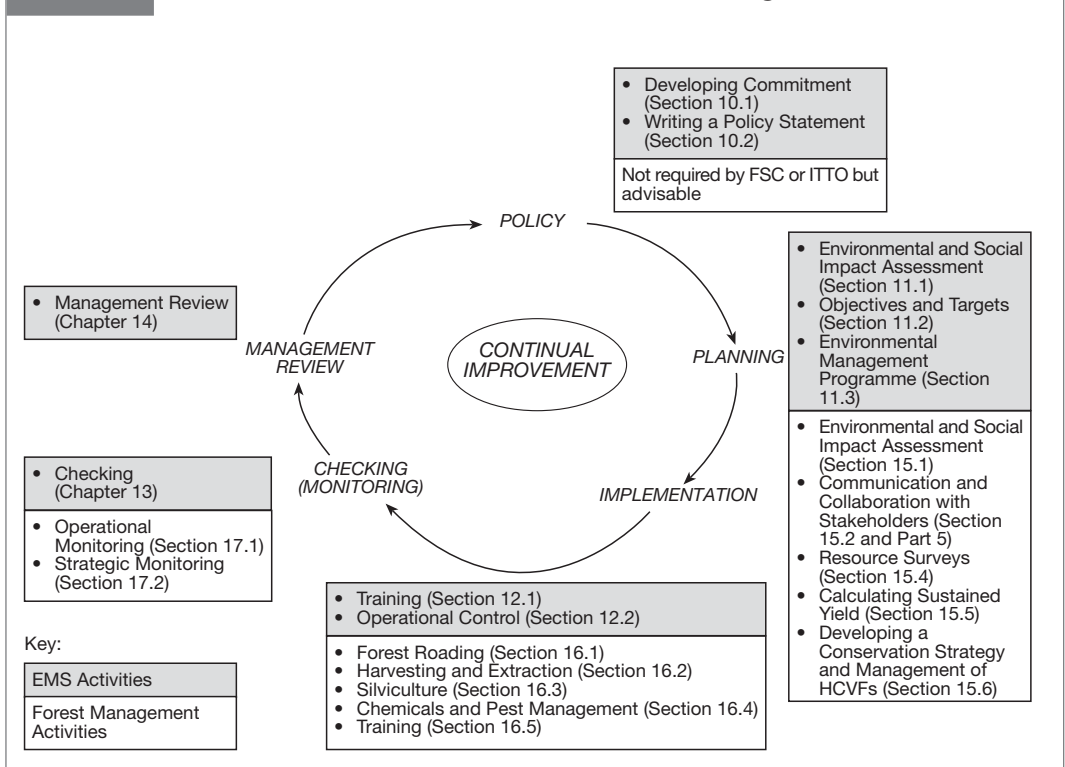 • Developing Commitment
(Section 10.1)
• Writing a Policy Statement
(Section 10.2)
Not required by FSC or ITTO but
advisable
POLICY
• Environmental and Social
Impact Assessment
(Section 11.1)
• Objectives and Targets
(Section 11.2)
• Environmental
Management
Programme (Section
11.3)
• Environmental and Social
Impact Assessment
(Section 15.1)
• Communication and
Collaboration with
Stakeholders (Section
15.2 and Part 5)
• Resource Surveys
(Section 15.4)
• Calculating Sustained
Yield (Section 15.5)
• Developing a
Conservation Strategy
and Management of
HCVFs (Section 15.6)
• Management Review
(Chapter 14)
MANAGEMENT
REVIEW
CONTINUAL
IMPROVEMENT
PLANNING
CHECKING
(MONITORING)
IMPLEMENTATION
• Checking
(Chapter 13)
• Operational
Monitoring (Section 17.1)
• Strategic Monitoring
(Section 17.2)
• Training (Section 12.1)
• Operational Control (Section 12.2)
• Forest Roading (Section 16.1)
• Harvesting and Extraction (Section 16.2)
• Silviculture (Section 16.3)
• Chemicals and Pest Management (Section 16.4)
• Training (Section 16.5)
Key:
EMS Activities
Forest Management
Activities